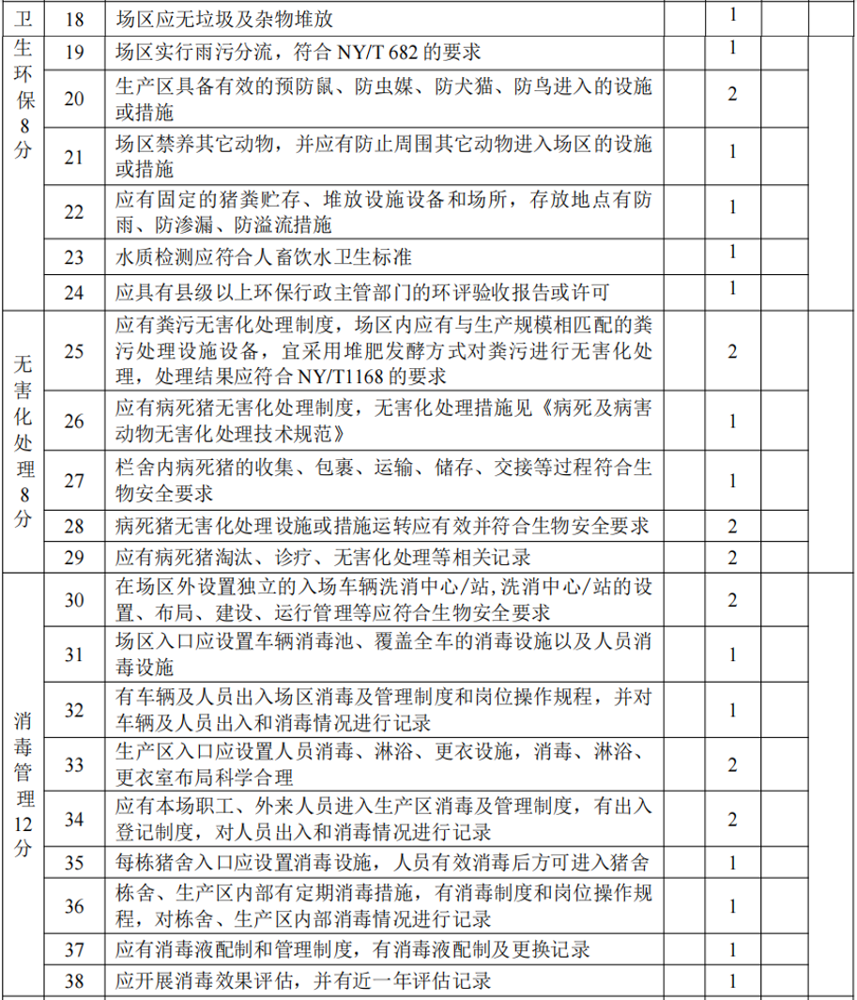 卫 18 场区应无垃圾及杂物堆放 1
生 19 场区实行雨污分流，符合 NY/T 682 的要求 1
环
保 20 生产区具备有效的预防鼠、防虫媒、防犬猫、防鸟进入的设施 2
或措施
8
分 21 场区禁养其它动物，并应有防止周围其它动物进入场区的设施 1
或措施
22 应有固定的猪粪贮存、堆放设施设备和场所，存放地点有防 1
雨、防渗漏、防溢流措施
23 水质检测应符合人畜饮水卫生标准 1
24 应具有县级以上环保行政主管部门的环评验收报告或许可 1
无
害
化
处
理
8
分
25 应有粪污无害化处理制度，场区内应有与生产规模相匹配的粪 2
污处理设施设备，宜采用堆肥发酵方式对粪污进行无害化处
理，处理结果应符合 NY/T1168 的要求
26 应有病死猪无害化处理制度，无害化处理措施见《病死及病害 1
动物无害化处理技术规范》
27 栏舍内病死猪的收集、包裹、运输、储存、交接等过程符合生 1
物安全要求
28 病死猪无害化处理设施或措施运转应有效并符合生物安全要求 2
29 应有病死猪淘汰、诊疗、无害化处理等相关记录 2
消
毒
管
理
12
分
30 在场区外设置独立的入场车辆洗消中心/站,洗消中心/站的设 2
置、布局、建设、运行管理等应符合生物安全要求
31 场区入口应设置车辆消毒池、覆盖全车的消毒设施以及人员消 1
毒设施
32 有车辆及人员出入场区消毒及管理制度和岗位操作规程，并对 1
车辆及人员出入和消毒情况进行记录
33 生产区入口应设置人员消毒、淋浴、更衣设施，消毒、淋浴、 2
更衣室布局科学合理
34 应有本场职工、外来人员进入生产区消毒及管理制度，有出入 2
登记制度，对人员出入和消毒情况进行记录
35 每栋猪舍入口应设置消毒设施，人员有效消毒后方可进入猪舍 1
36 栋舍、生产区内部有定期消毒措施，有消毒制度和岗位操作规 1
程，对栋舍、生产区内部消毒情况进行记录
37 应有消毒液配制和管理制度，有消毒液配制及更换记录 1
38 应开展消毒效果评估，并有近一年评估记录 1